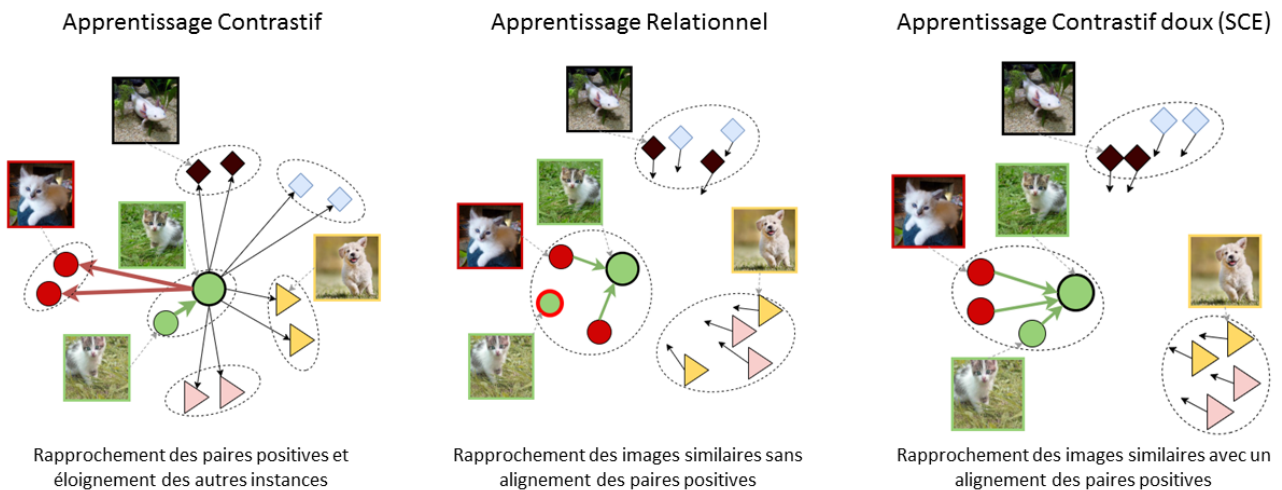 Apprentissage Contrastif
Apprentissage Relationnel
Apprentissage Contrastif doux (SCE)
Rapprochement des paires positives et
éloignement des autres instances
Rapprochement des images similaires sans
alignement des paires positives
Rapprochement des images similaires avec un
alignement des paires positives